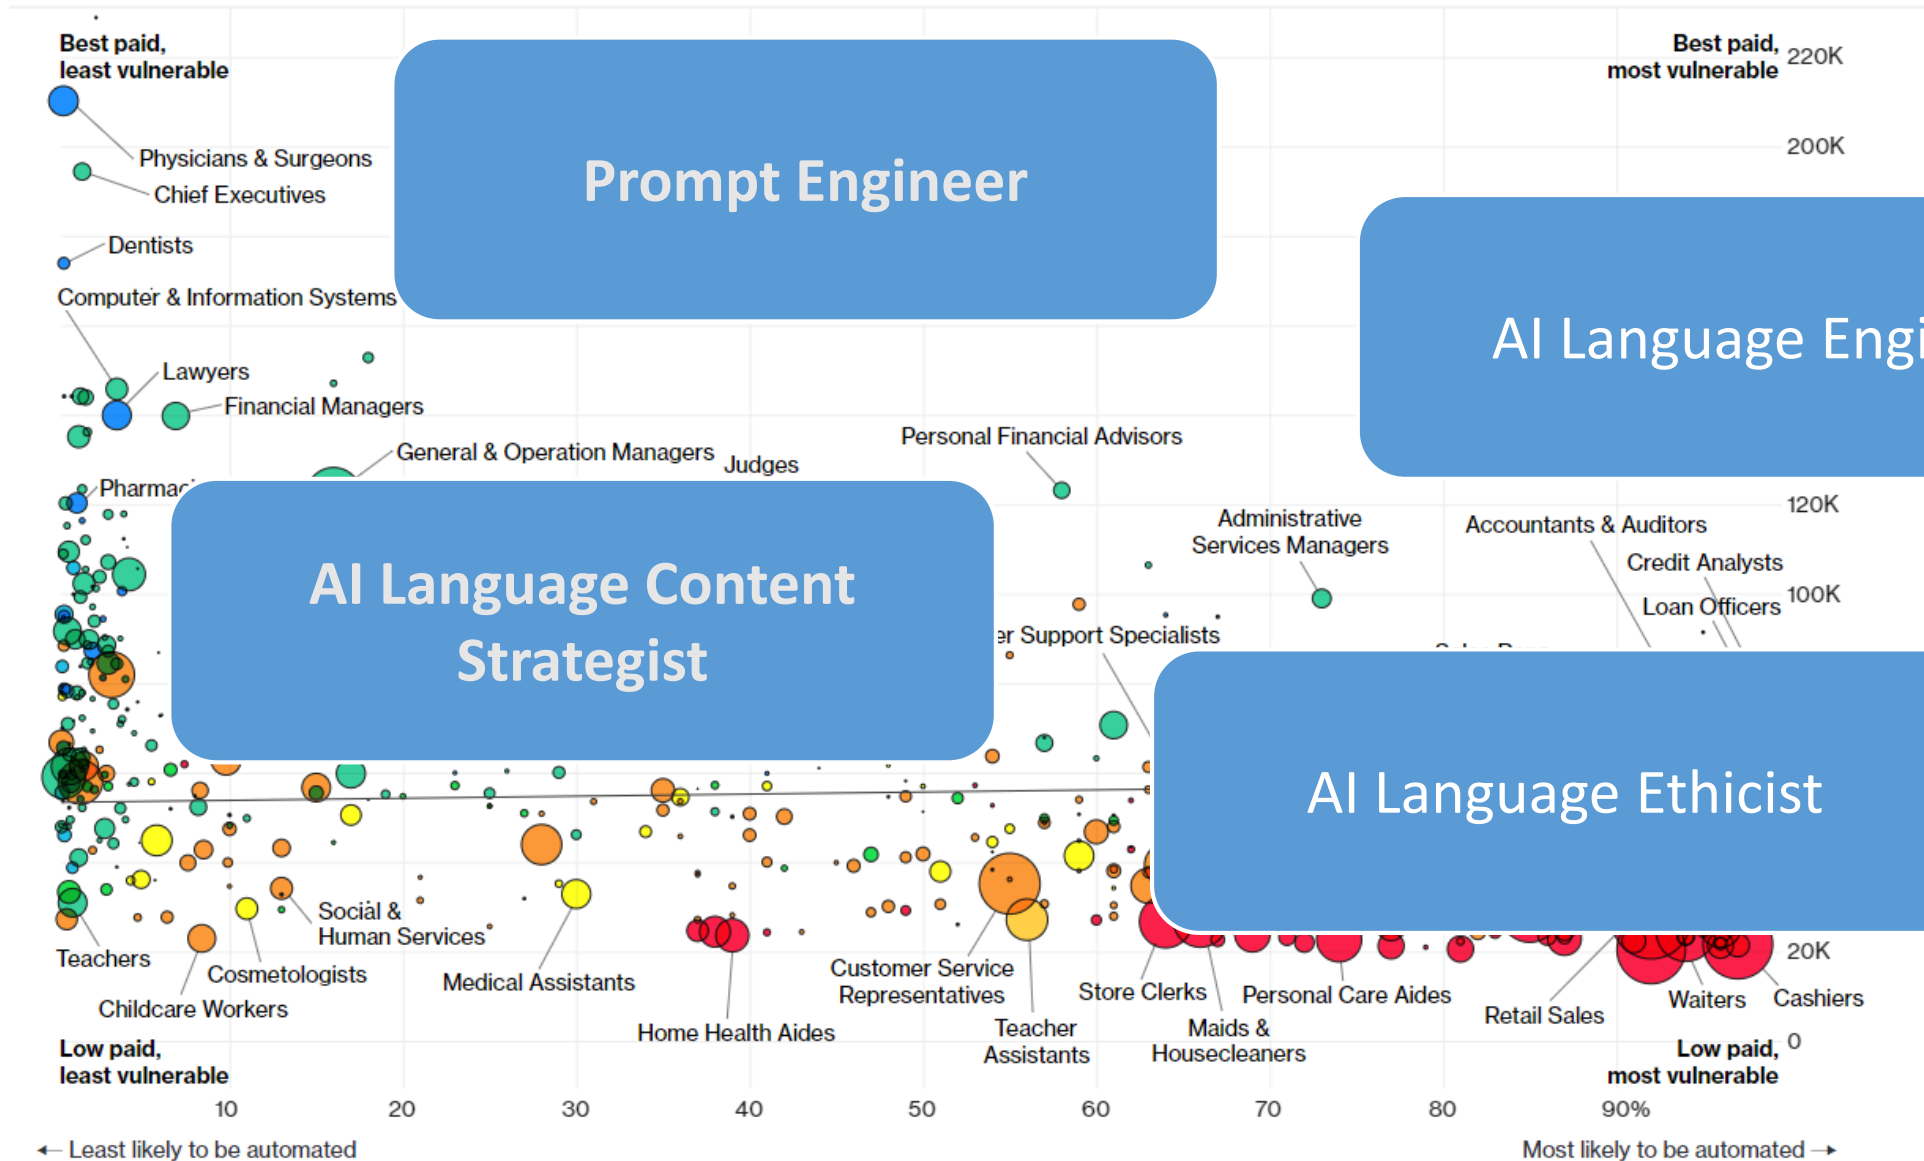 Best paid,
least vulnerable
Best paid,
most vulnerable
220K
Physicians & Surgeons
200K
Prompt Engineer
Chief Executives
Dentists
Computer & Information Systems
AI Language Engi
Lawyers
Financial Managers
General & Operation Managers
Judges
Personal Financial Advisors
Pharmac
120K
Administrative
Services Managers
Accountants & Auditors
Credit Analysts
100K
Loan Officers
AI Language Content
Strategist
er Support Specialists
AI Language Ethicist
Social &
Human Services
Teachers
Cosmetologists
Childcare Workers
Medical Assistants
Home Health Aides
Customer Service
Representatives
Teacher
Assistants
Store Clerks
Maids &
Housecleaners
Personal Care Aides
Retail Sales
Waiters
Cashiers
20K
0
Low paid,
least vulnerable
Low paid,
most vulnerable
10
20
30
40
50
60
70
80
90%
← Least likely to be automated
Most likely to be automated →